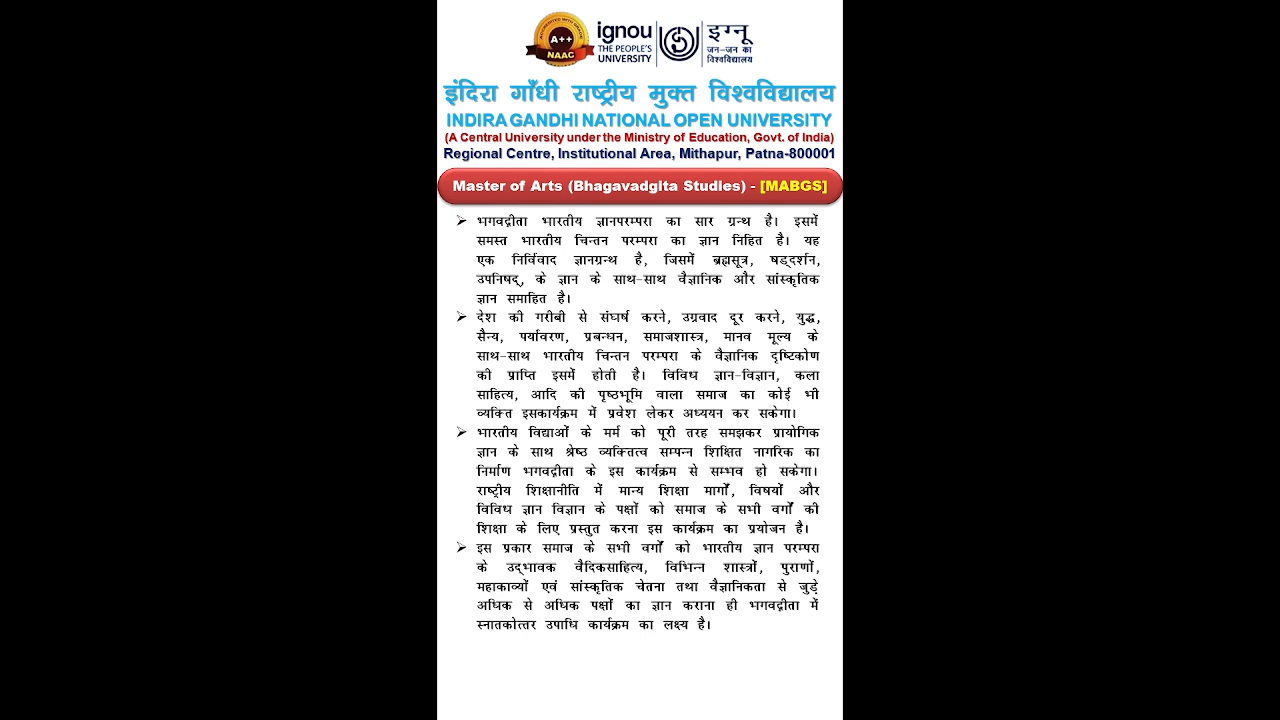 ACCREDITED WITH GRADE
A++
NAAC
ignou
THE PEOPLE'S
UNIVERSITY
इग्नू
जन-जन का
विश्वविद्यालय
इंदिरा गाँधी राष्ट्रीय मुक्त विश्वविद्यालय
INDIRA GANDHI NATIONAL OPEN UNIVERSITY
(A Central University under the Ministry of Education, Govt. of India)
Regional Centre, Institutional Area, Mithapur, Patna-800001
Master of Arts (Bhagavadgita Studies) - [MABGS]
➢ भगवद्गीता भारतीय ज्ञानपरम्परा का सार ग्रन्थ है। इसमें
समस्त भारतीय चिन्तन परम्परा का ज्ञान निहित है। यह
एक निर्विवाद ज्ञानग्रन्थ है, जिसमें ब्रह्मसूत्र, षड्दर्शन,
उपनिषद्, के ज्ञान के साथ-साथ वैज्ञानिक और सांस्कृतिक
ज्ञान समाहित है।
➢ देश की गरीबी से संघर्ष करने, उग्रवाद दूर करने, युद्ध,
सैन्य, पर्यावरण, प्रबन्धन, समाजशास्त्र, मानव मूल्य के
साथ-साथ भारतीय चिन्तन परम्परा के वैज्ञानिक दृष्टिकोण
की प्राप्ति इसमें होती है। विविध ज्ञान-विज्ञान, कला
साहित्य, आदि की पृष्ठभूमि वाला समाज का कोई भी
व्यक्ति इसकार्यक्रम में प्रवेश लेकर अध्ययन कर सकेगा।
➢ भारतीय विद्याओं के मर्म को पूरी तरह समझकर प्रायोगिक
ज्ञान के साथ श्रेष्ठ व्यक्तित्व सम्पन्न शिक्षित नागरिक का
निर्माण भगवद्गीता के इस कार्यक्रम से सम्भव हो सकेगा।
राष्ट्रीय शिक्षानीति में मान्य शिक्षा मार्गों, विषयों और
विविध ज्ञान विज्ञान के पक्षों को समाज के सभी वर्गों की
शिक्षा के लिए प्रस्तुत करना इस कार्यक्रम का प्रयोजन है।
➢ इस प्रकार समाज के सभी वर्गों को भारतीय ज्ञान परम्परा
के उद्भावक वैदिकसाहित्य, विभिन्न शास्त्रों, पुराणों,
महाकाव्यों एवं सांस्कृतिक चेतना तथा वैज्ञानिकता से जुड़े
अधिक से अधिक पक्षों का ज्ञान कराना ही भगवद्गीता में
स्नातकोत्तर उपाधि कार्यक्रम का लक्ष्य है।